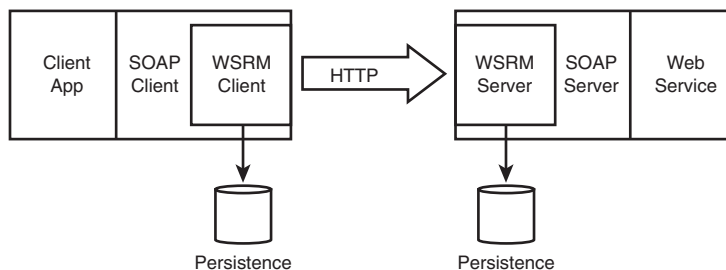 Client
App
SOAP
Client
WSRM
Client
HTTP
WSRM
Server
SOAP
Server
Web
Service
Persistence
Persistence